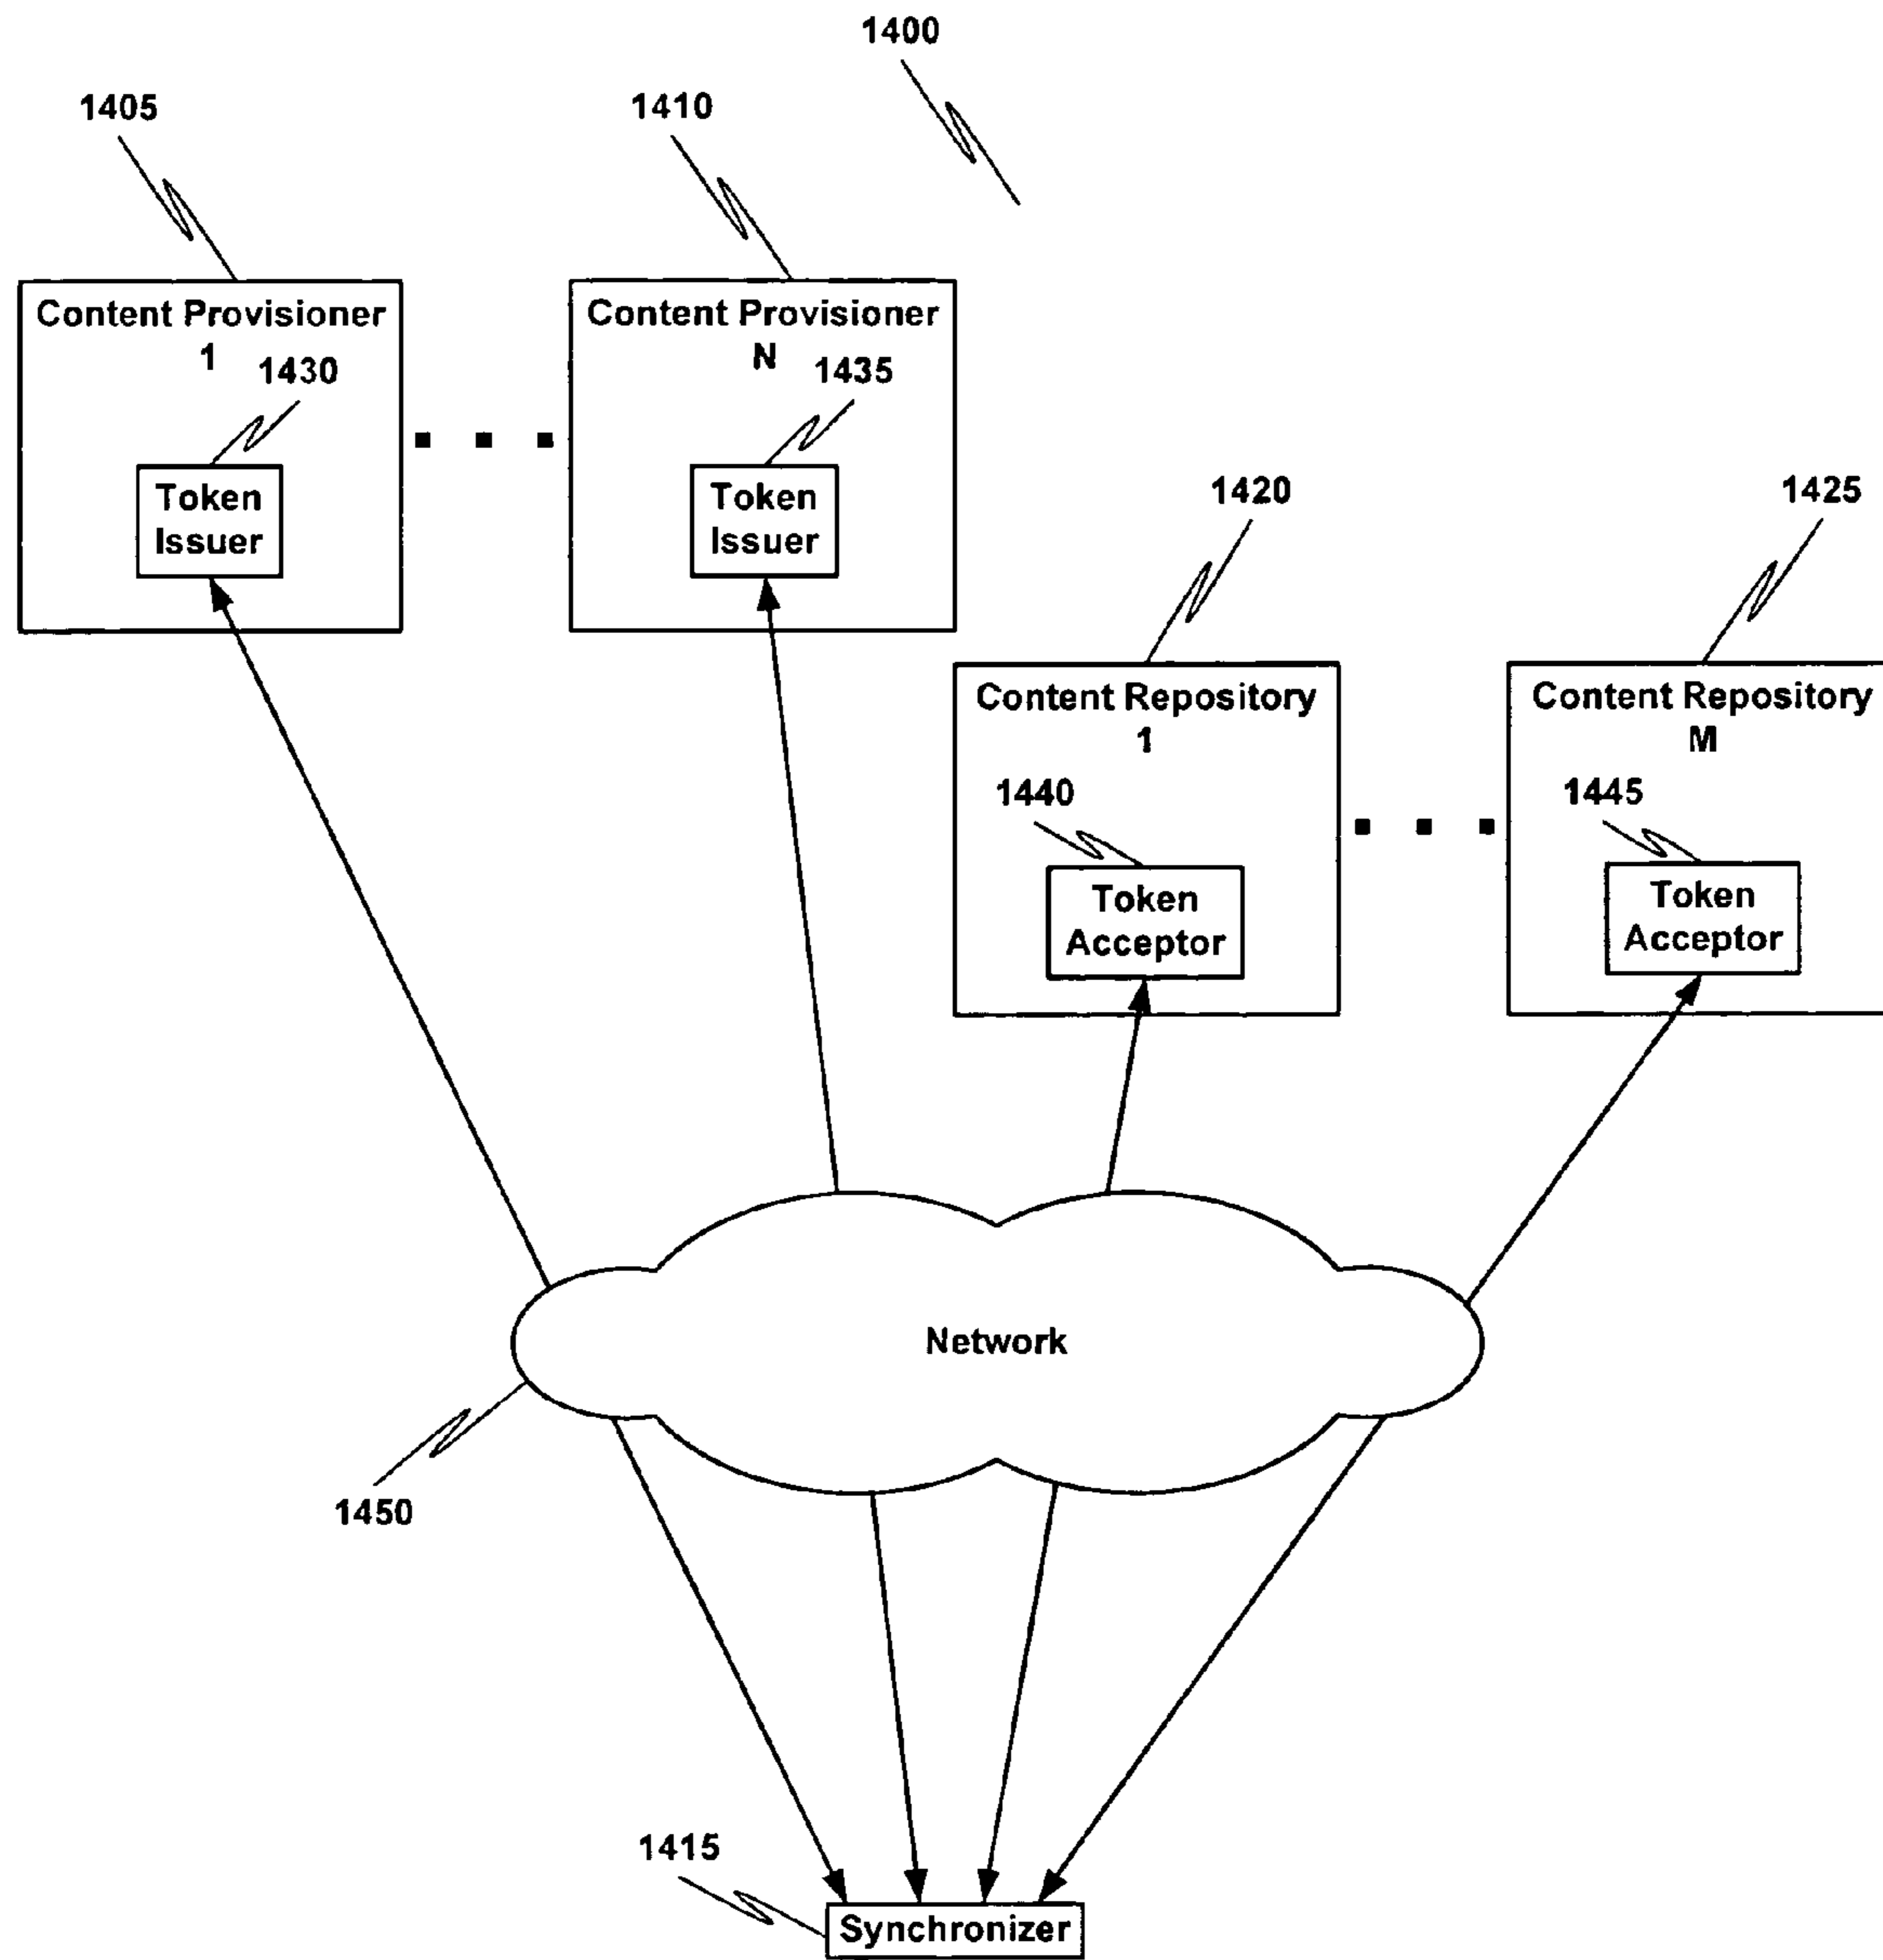 1400
1405
1410
Content Provisioner
1
1430
Token
Issuer
Content Provisioner
N
1435
Token
Issuer
1420
1425
Content Repository
1
1440
Token
Acceptor
Content Repository
M
1445
Token
Acceptor
Network
1450
1415
Synchronizer